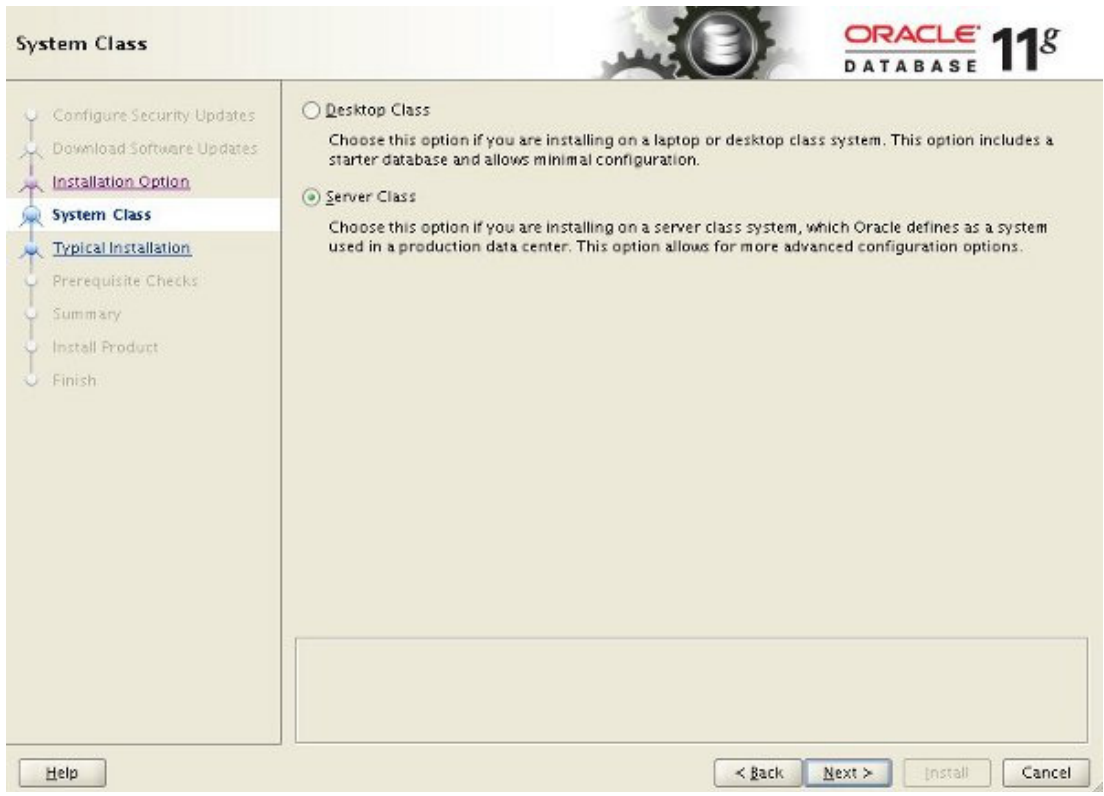 System Class
ORACLE 11g
DATABASE
Configure Security Updates
Download Software Updates
Installation Option
System Class
Typical Installation
Prerequisite Checks
Summary
Install Product
Finish
Desktop Class
Choose this option if you are installing on a laptop or desktop class system. This option includes a
starter database and allows minimal configuration.
Server Class
Choose this option if you are installing on a server class system, which Oracle defines as a system
used in a production data center. This option allows for more advanced configuration options.
Help
< Back
Next >
Install
Cancel